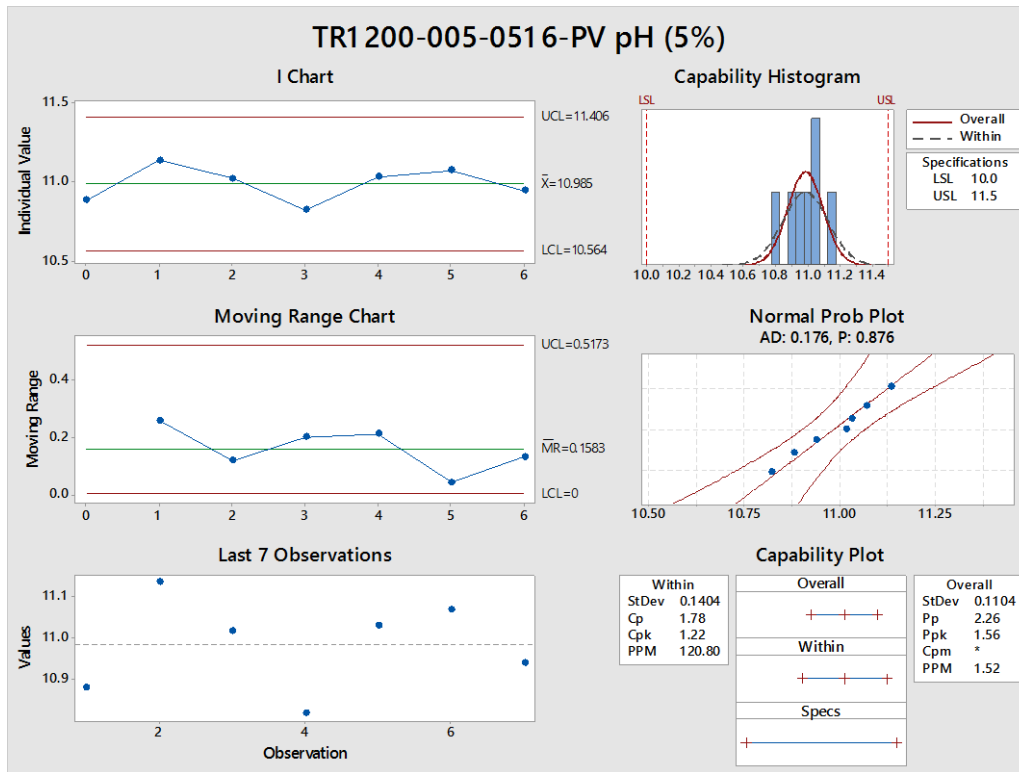 TR1200-005-0516-PV pH (5%)
I Chart
Individual Value
11.5
11.0
10.5
UCL=11.406
X̄=10.985
LCL=10.564
0 1 2 3 4 5 6
Capability Histogram
LSL
USL
Overall
Within
Specifications
LSL 10.0
USL 11.5
10.0 10.2 10.4 10.6 10.8 11.0 11.2 11.4
Moving Range Chart
Moving Range
0.4
0.2
0.0
UCL=0.5173
M̄R̄=0.1583
LCL=0
0 1 2 3 4 5 6
Normal Prob Plot
AD: 0.176, P: 0.876
10.50 10.75 11.00 11.25
Last 7 Observations
Values
11.1
11.0
10.9
2 4 6
Observation
Capability Plot
Within
StDev 0.1404
Cp 1.78
Cpk 1.22
PPM 120.80
Overall
Within
Specs
Overall
StDev 0.1104
Pp 2.26
Ppk 1.56
Cpm *
PPM 1.52